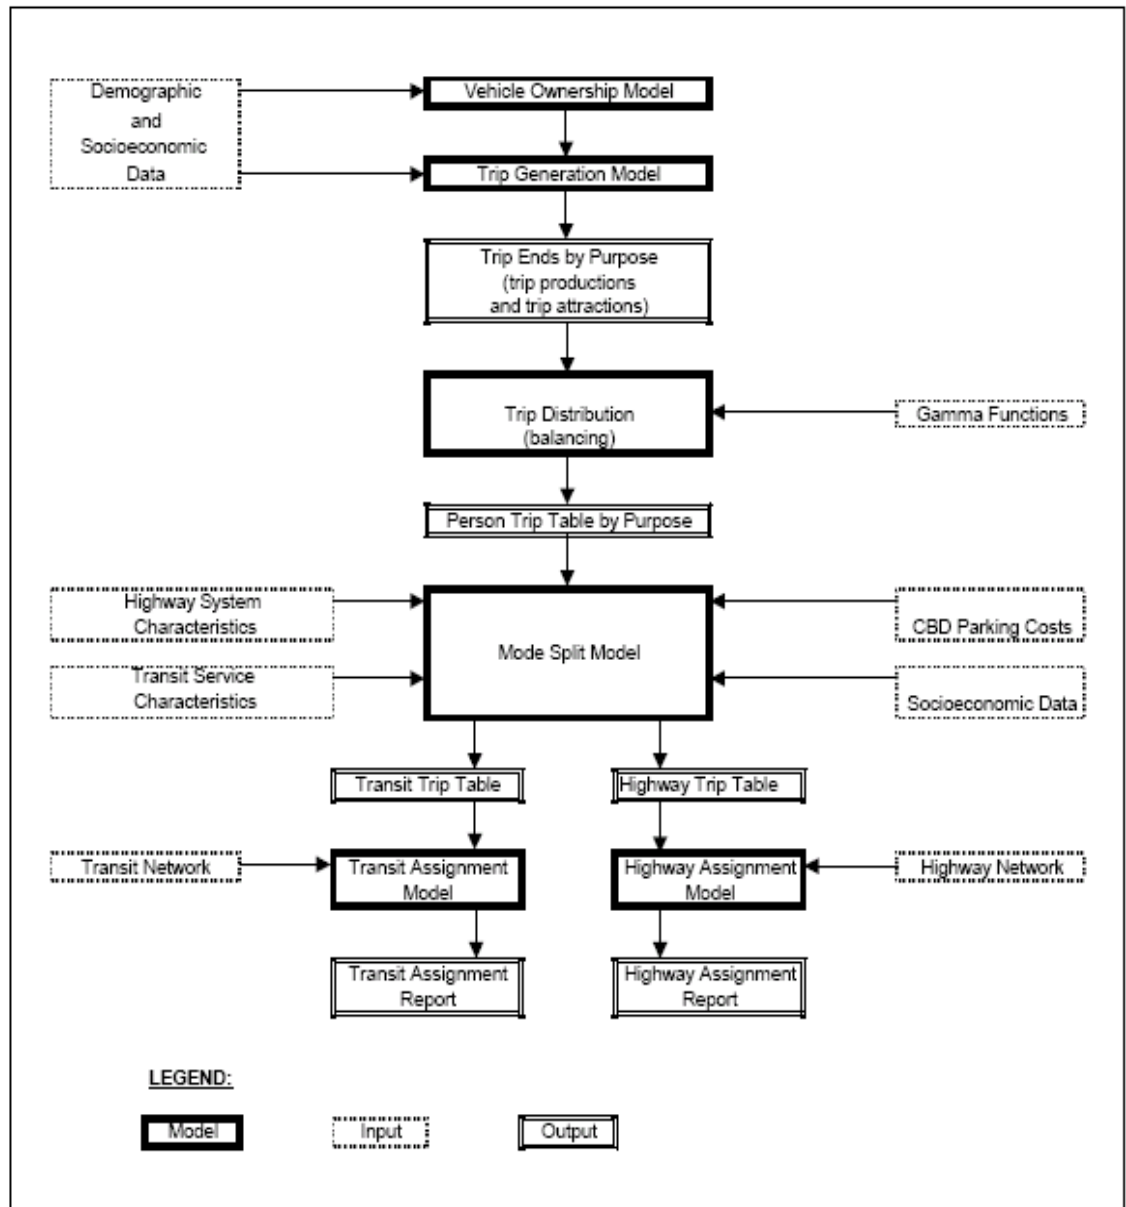 Demographic
and
Socioeconomic
Data
Vehicle Ownership Model
Trip Generation Model
Trip Ends by Purpose
(trip productions
and trip attractions)
Trip Distribution
(balancing)
Gamma Functions
Person Trip Table by Purpose
Highway System
Characteristics
Transit Service
Characteristics
Mode Split Model
CBD Parking Costs
Socioeconomic Data
Transit Trip Table
Highway Trip Table
Transit Network
Transit Assignment
Model
Highway Assignment
Model
Highway Network
Transit Assignment
Report
Highway Assignment
Report
LEGEND:
Model
Input
Output